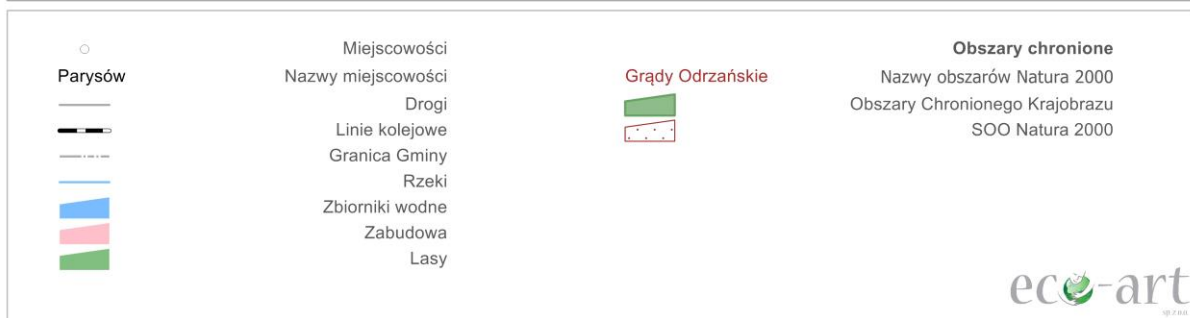 Miejscowości
Parysów Nazwy miejscowości
Drogi
Linie kolejowe
Granica Gminy
Rzeki
Zbiorniki wodne
Zabudowa
Lasy
Obszary chronione
Grądy Odrzańskie Nazwy obszarów Natura 2000
Obszary Chronionego Krajobrazu
SOO Natura 2000
eco-art
sp. z o.o.